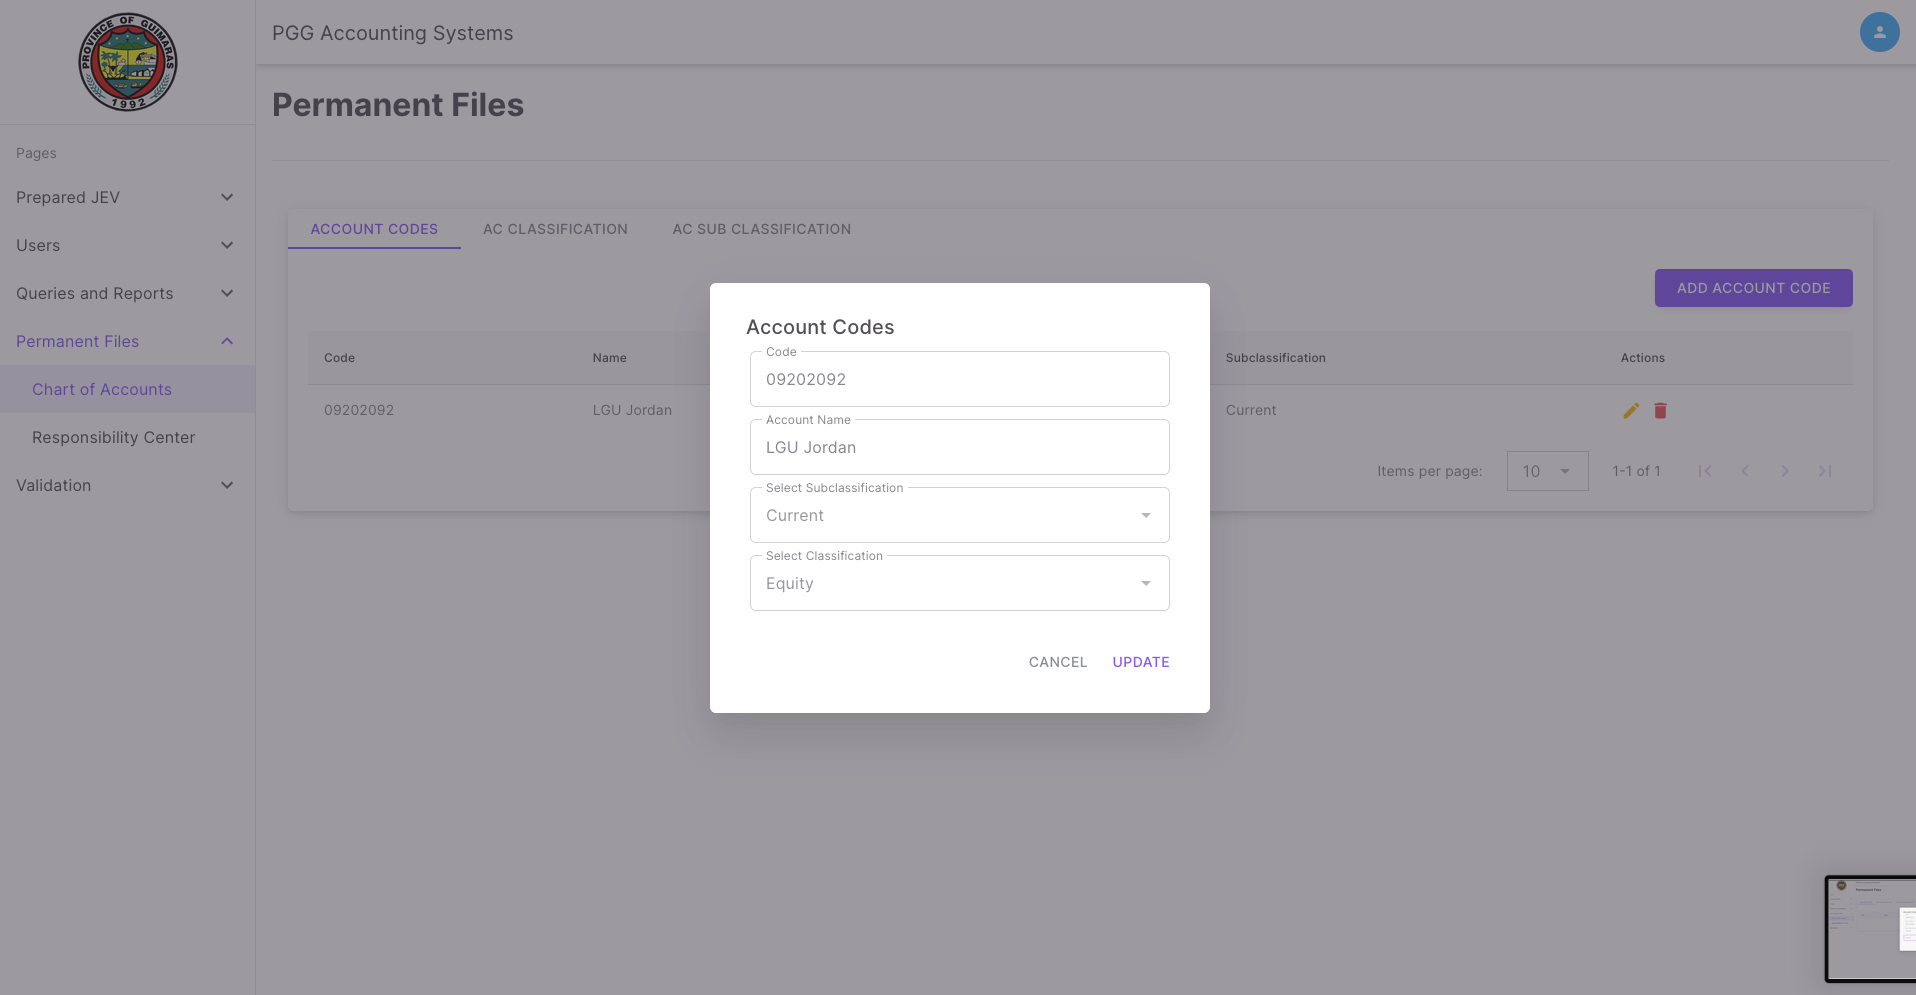 PROVINCE OF GUIMARAS
1992
PGG Accounting Systems
Permanent Files
Pages
Prepared JEV
Users
Queries and Reports
Permanent Files
Chart of Accounts
Responsibility Center
Validation
ACCOUNT CODES AC CLASSIFICATION AC SUB CLASSIFICATION
ADD ACCOUNT CODE
Code Name Subclassification Actions
09202092 LGU Jordan Current
Items per page: 10 1-1 of 1
Account Codes
Code
09202092
Account Name
LGU Jordan
Select Subclassification
Current
Select Classification
Equity
CANCEL UPDATE